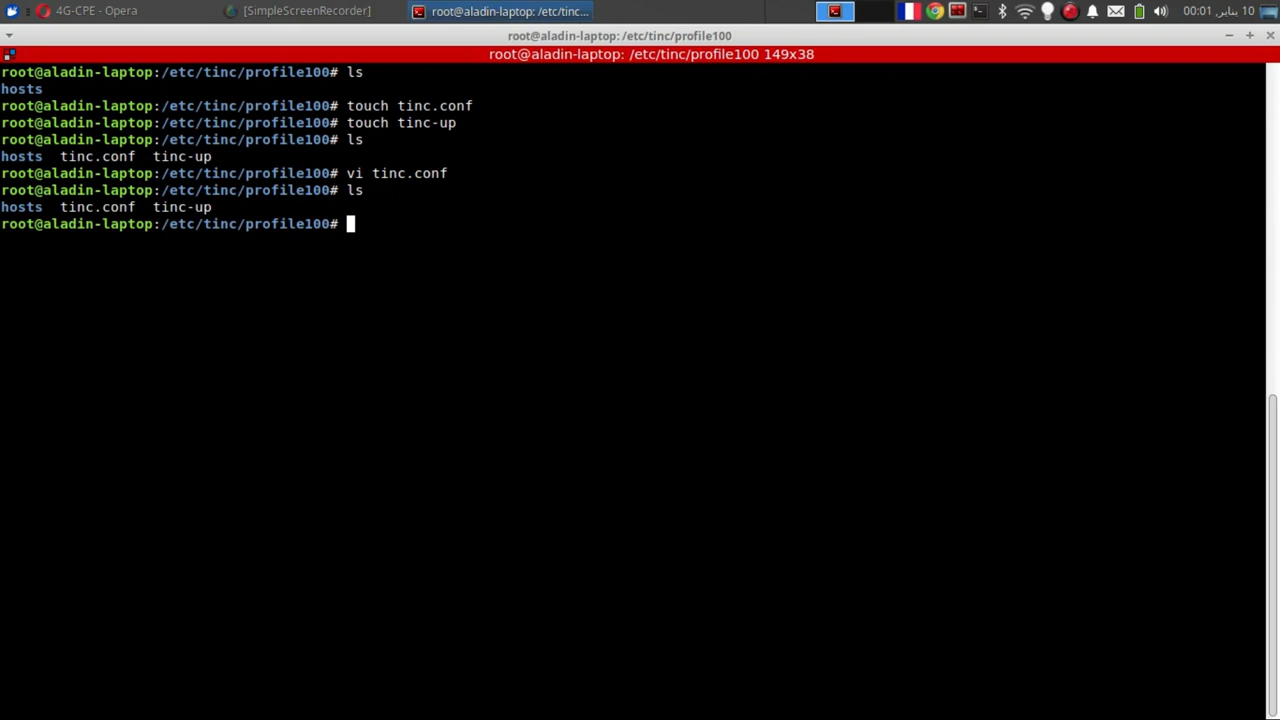 4G-CPE - Opera
[SimpleScreenRecorder]
root@aladin-laptop: /etc/tinc...
10 يناير, 00:01
root@aladin-laptop: /etc/tinc/profile100
root@aladin-laptop: /etc/tinc/profile100 149x38
root@aladin-laptop:/etc/tinc/profile100# ls
hosts
root@aladin-laptop:/etc/tinc/profile100# touch tinc.conf
root@aladin-laptop:/etc/tinc/profile100# touch tinc-up
root@aladin-laptop:/etc/tinc/profile100# ls
hosts  tinc.conf  tinc-up
root@aladin-laptop:/etc/tinc/profile100# vi tinc.conf
root@aladin-laptop:/etc/tinc/profile100# ls
hosts  tinc.conf  tinc-up
root@aladin-laptop:/etc/tinc/profile100#